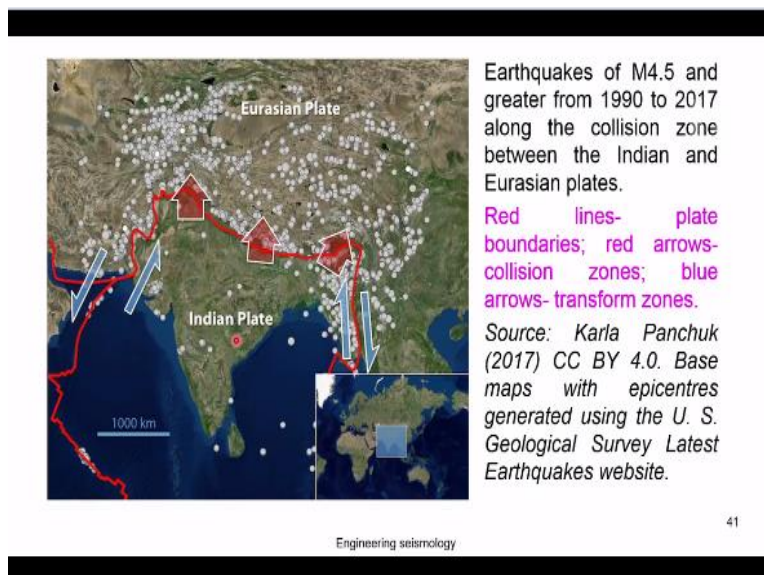 Eurasian Plate
Indian Plate
1000 km
Earthquakes of M4.5 and
greater from 1990 to 2017
along the collision zone
between the Indian and
Eurasian plates.
Red lines- plate
boundaries; red arrows-
collision zones; blue
arrows- transform zones.
Source: Karla Panchuk
(2017) CC BY 4.0. Base
maps with epicentres
generated using the U. S.
Geological Survey Latest
Earthquakes website.
41
Engineering seismology